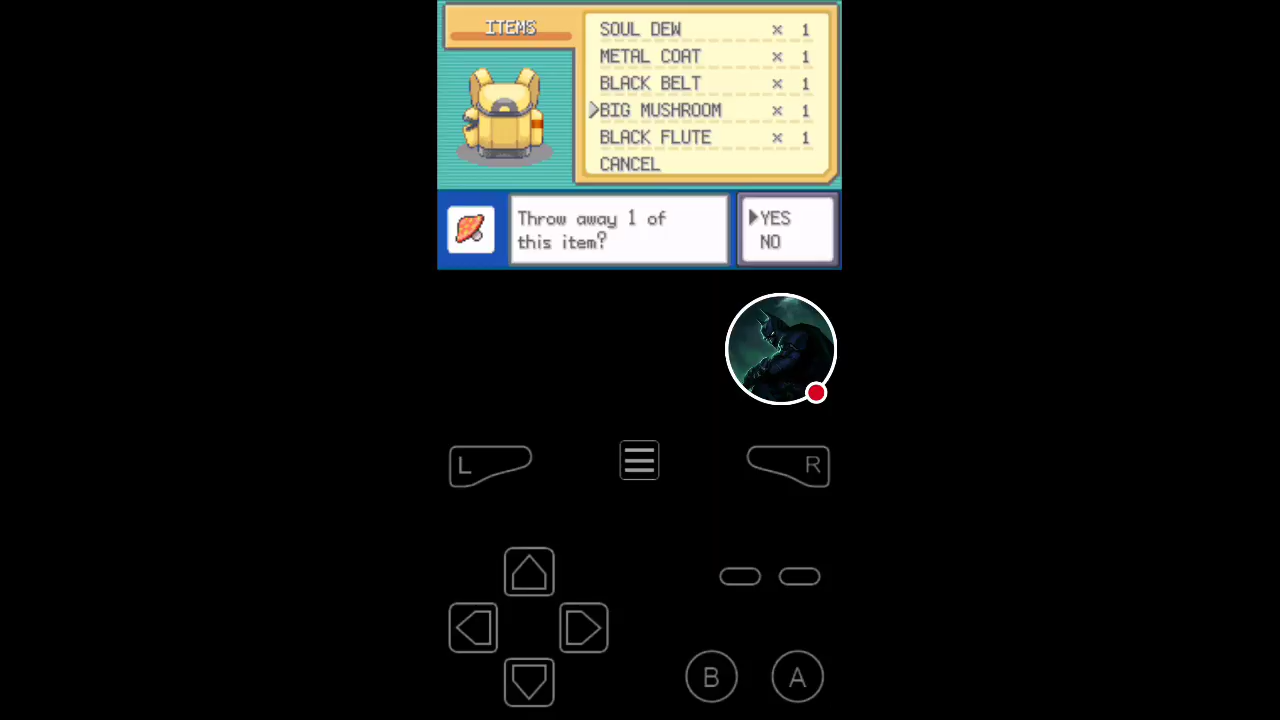 ITEMS
SOUL DEW × 1
METAL COAT × 1
BLACK BELT × 1
BIG MUSHROOM × 1
BLACK FLUTE × 1
CANCEL
Throw away 1 of
this item?
YES
NO
L
R
B
A